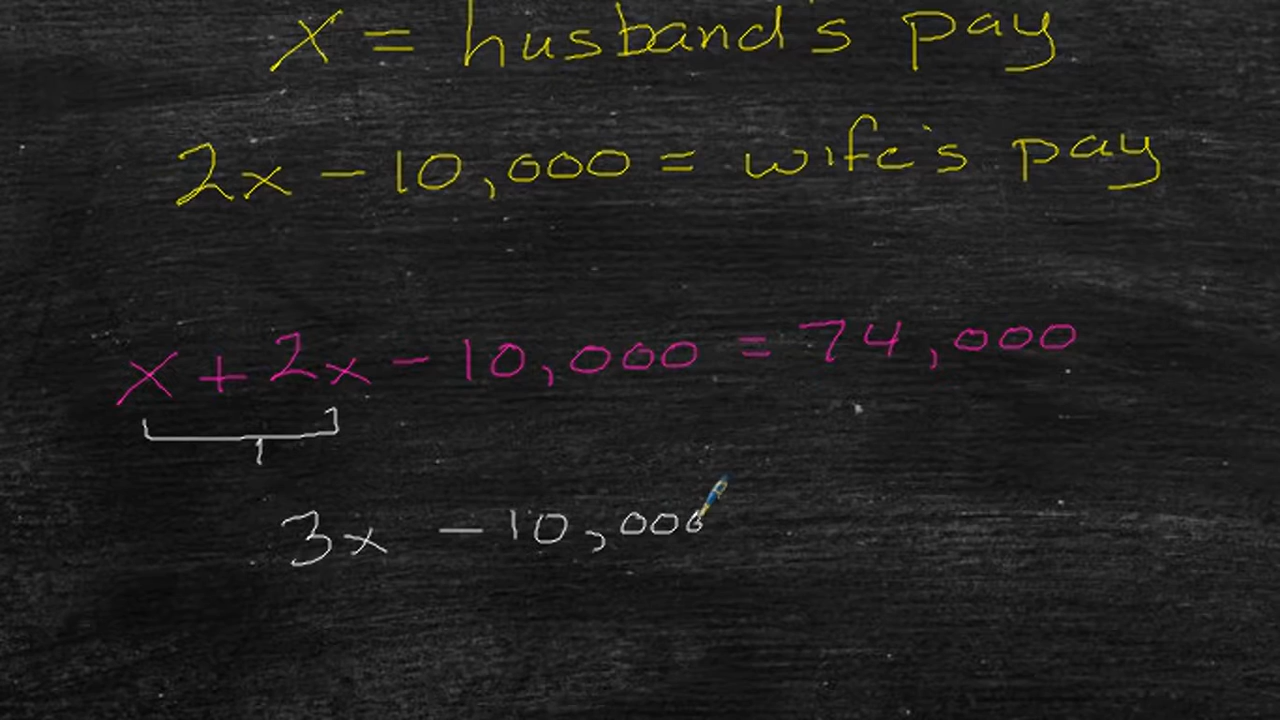 x = husband's pay
2x - 10,000 = wife's pay
x + 2x - 10,000 = 74,000
3x - 10,000